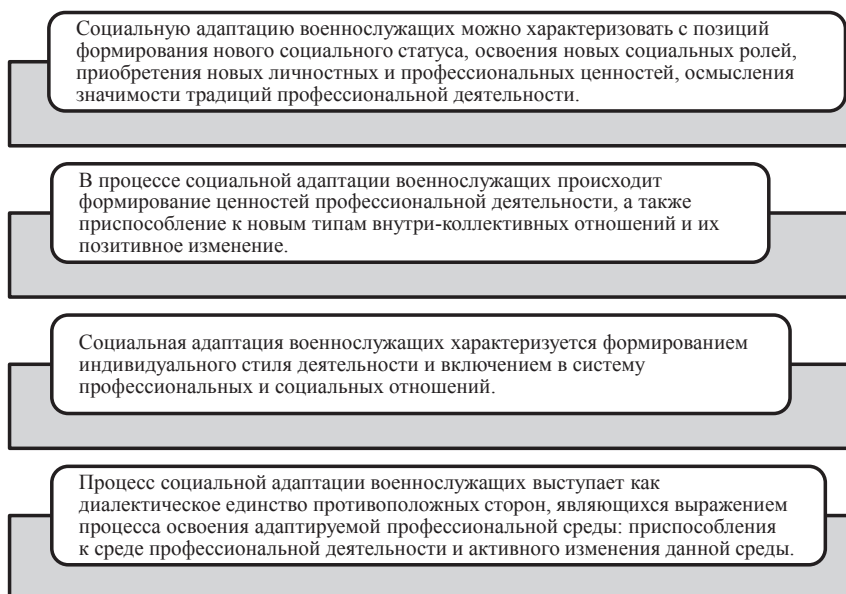 Социальную адаптацию военнослужащих можно характеризовать с позиций
формирования нового социального статуса, освоения новых социальных ролей,
приобретения новых личностных и профессиональных ценностей, осмысления
значимости традиций профессиональной деятельности.
В процессе социальной адаптации военнослужащих происходит
формирование ценностей профессиональной деятельности, а также
приспособление к новым типам внутри-коллективных отношений и их
позитивное изменение.
Социальная адаптация военнослужащих характеризуется формированием
индивидуального стиля деятельности и включением в систему
профессиональных и социальных отношений.
Процесс социальной адаптации военнослужащих выступает как
диалектическое единство противоположных сторон, являющихся выражением
процесса освоения адаптируемой профессиональной среды: приспособления
к среде профессиональной деятельности и активного изменения данной среды.